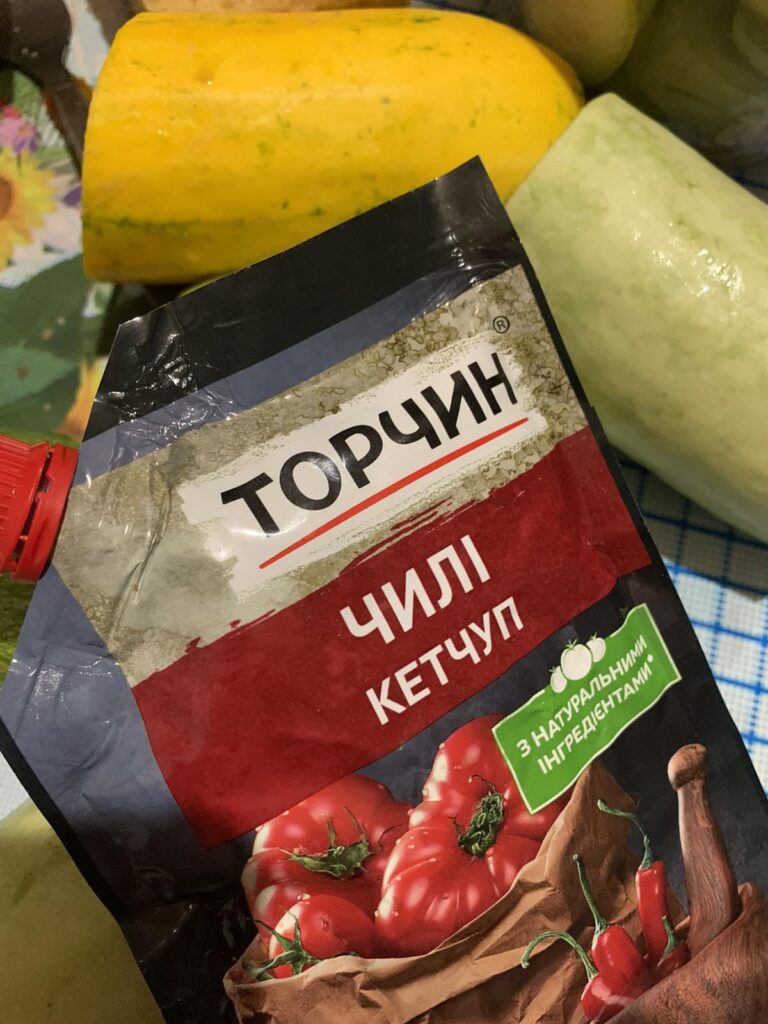 ТОРЧИН®
ЧИЛІ
КЕТЧУП
З НАТУРАЛЬНИМИ
ІНГРЕДІЄНТАМИ*